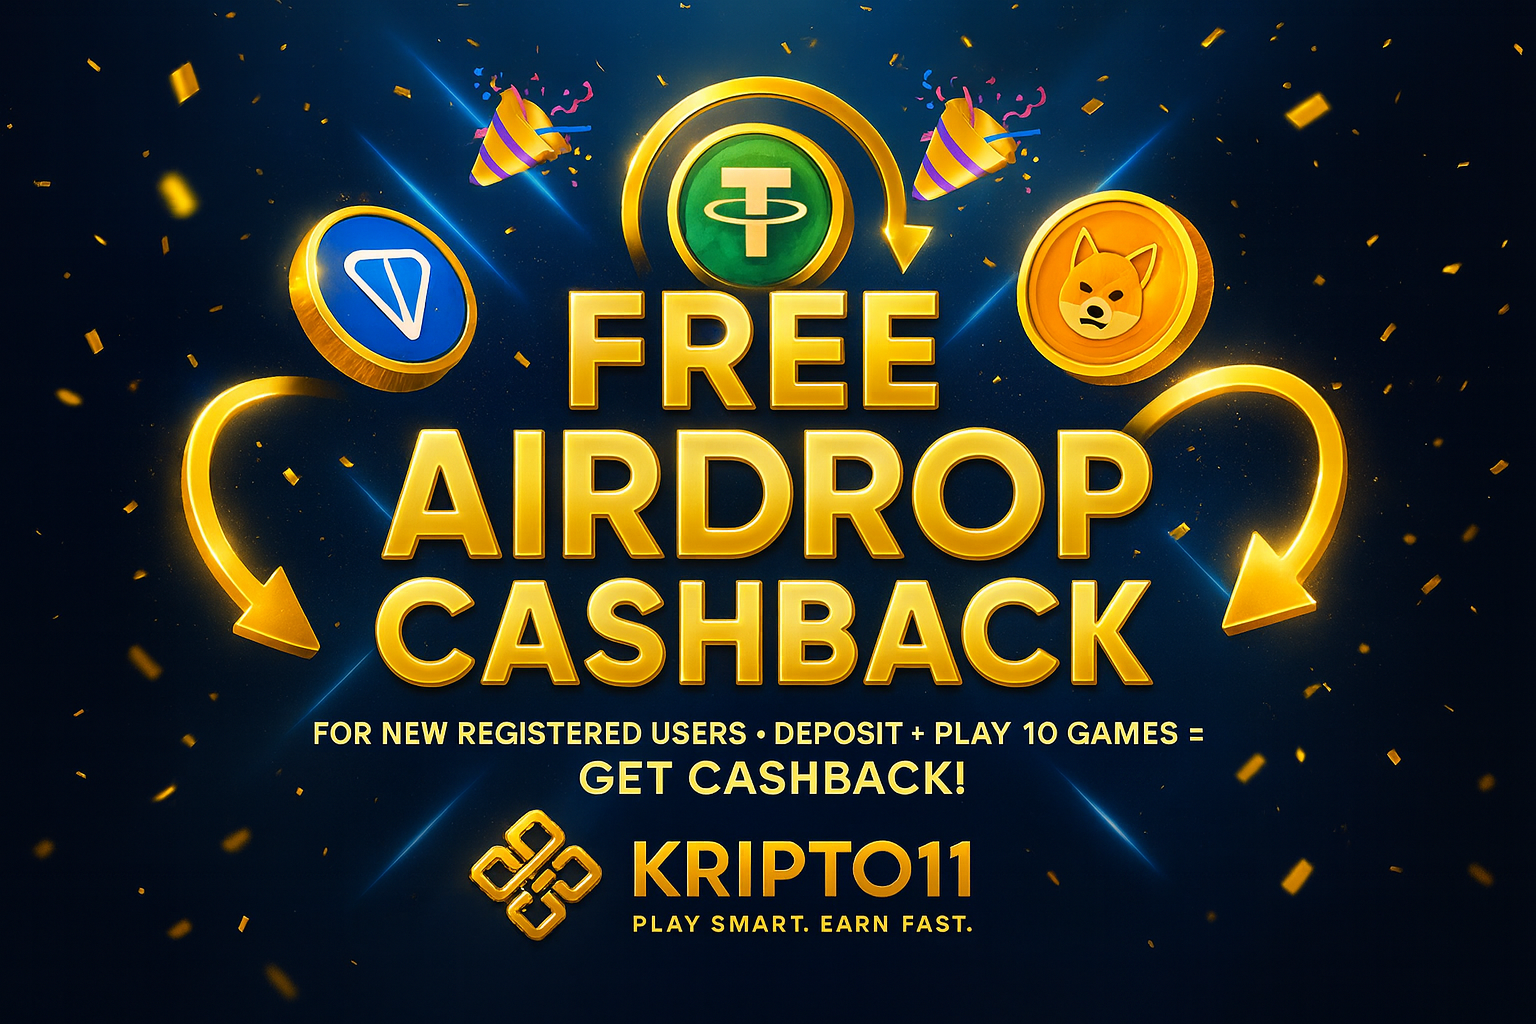 FREE
AIRDROP
CASHBACK
FOR NEW REGISTERED USERS • DEPOSIT + PLAY 10 GAMES =
GET CASHBACK!
KRIPTO11
PLAY SMART. EARN FAST.